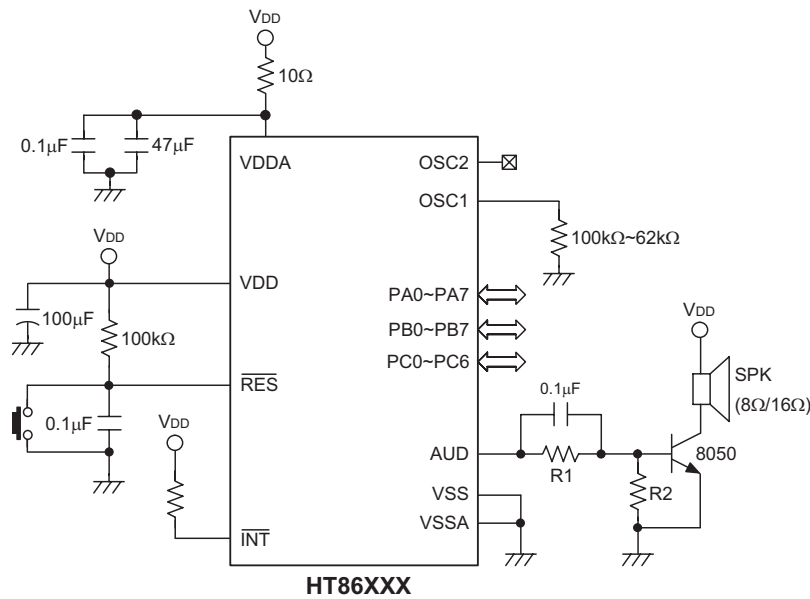 VDD
10Ω
0.1μF
47μF
VDDA
OSC2
OSC1
100kΩ~62kΩ
VDD
VDD
100μF
100kΩ
PA0~PA7
PB0~PB7
PC0~PC6
VDD
SPK
(8Ω/16Ω)
RES
0.1μF
0.1μF
VDD
AUD
R1
8050
R2
VSS
VSSA
INT
HT86XXX